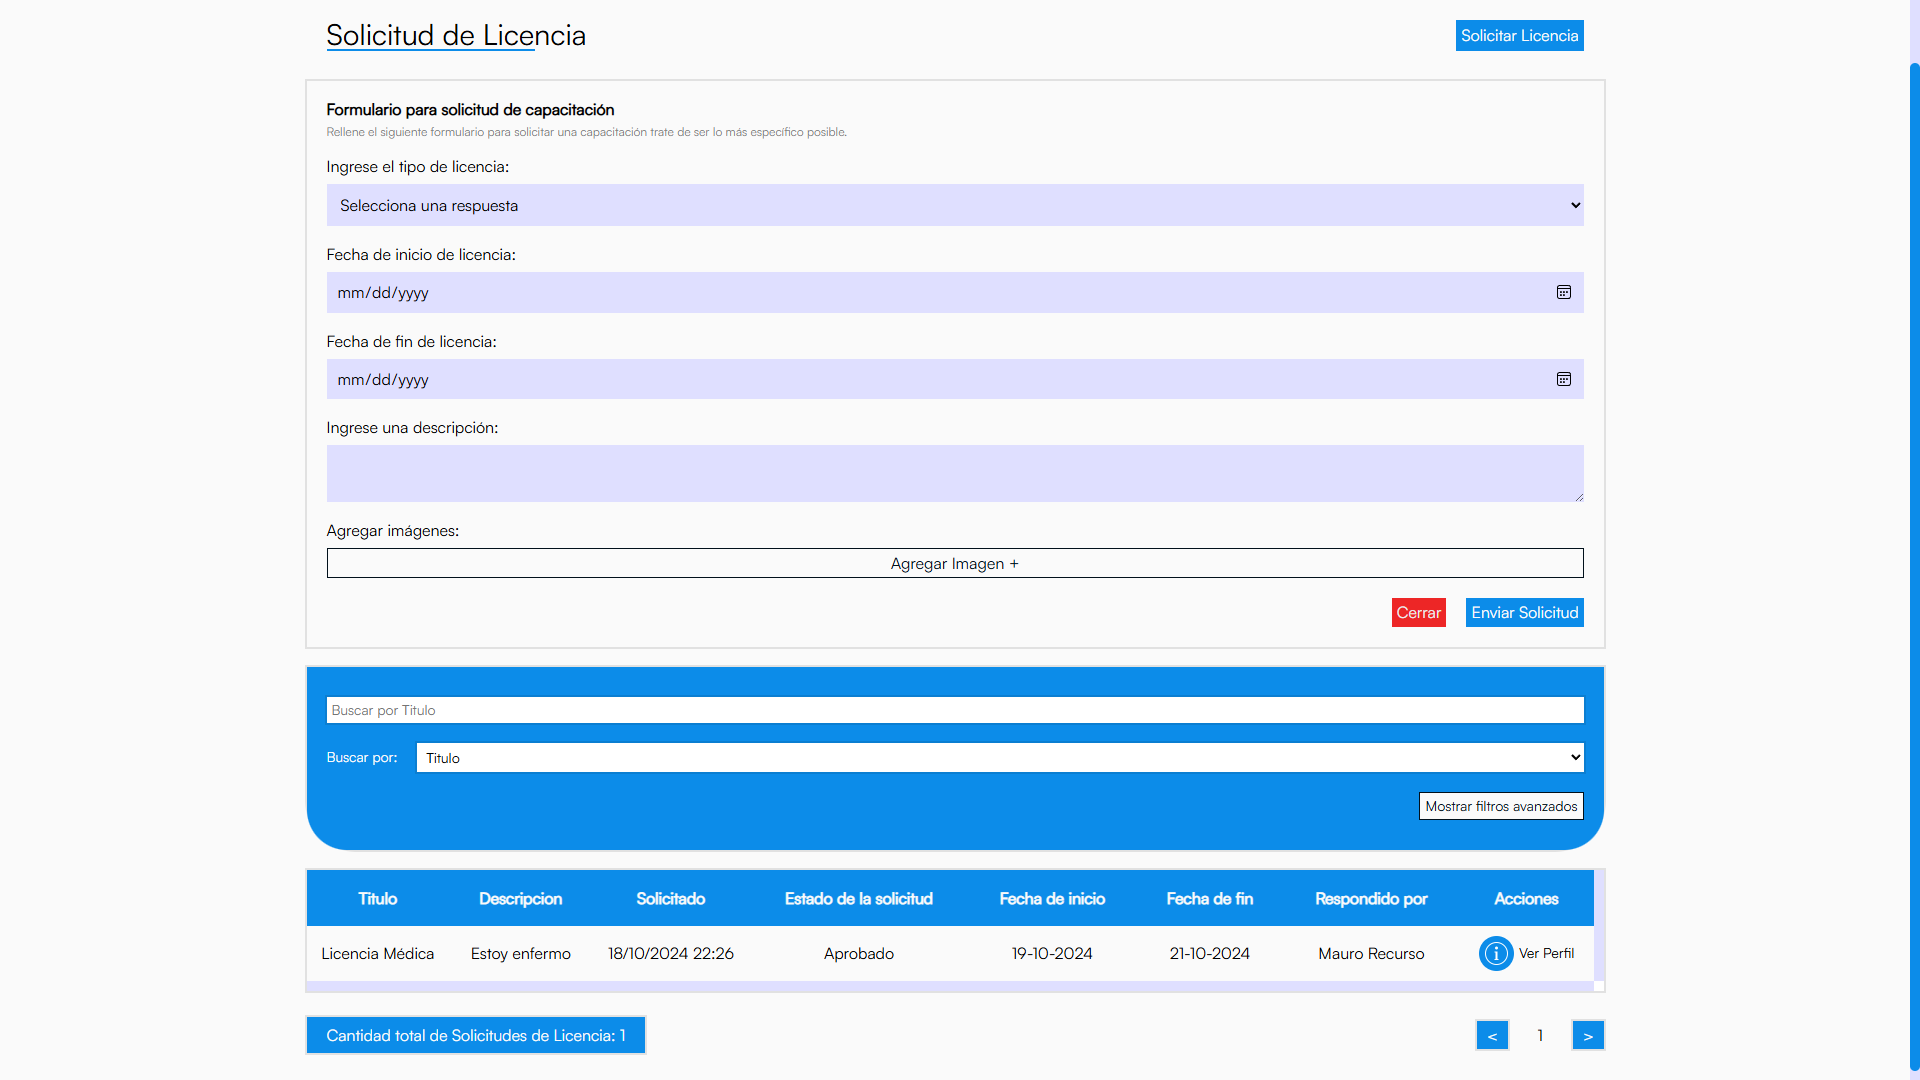 Solicitud de Licencia
Solicitar Licencia
Formulario para solicitud de capacitación
Rellene el siguiente formulario para solicitar una capacitación trate de ser lo más específico posible.
Ingrese el tipo de licencia:
Selecciona una respuesta
Fecha de inicio de licencia:
mm/dd/yyyy
Fecha de fin de licencia:
mm/dd/yyyy
Ingrese una descripción:
Agregar imágenes:
Agregar Imagen +
Cerrar Enviar Solicitud
Buscar por Titulo
Buscar por: Titulo
Mostrar filtros avanzados
Titulo Descripcion Solicitado Estado de la solicitud Fecha de inicio Fecha de fin Respondido por Acciones
Licencia Médica Estoy enfermo 18/10/2024 22:26 Aprobado 19-10-2024 21-10-2024 Mauro Recurso Ver Perfil
Cantidad total de Solicitudes de Licencia: 1
< 1 >